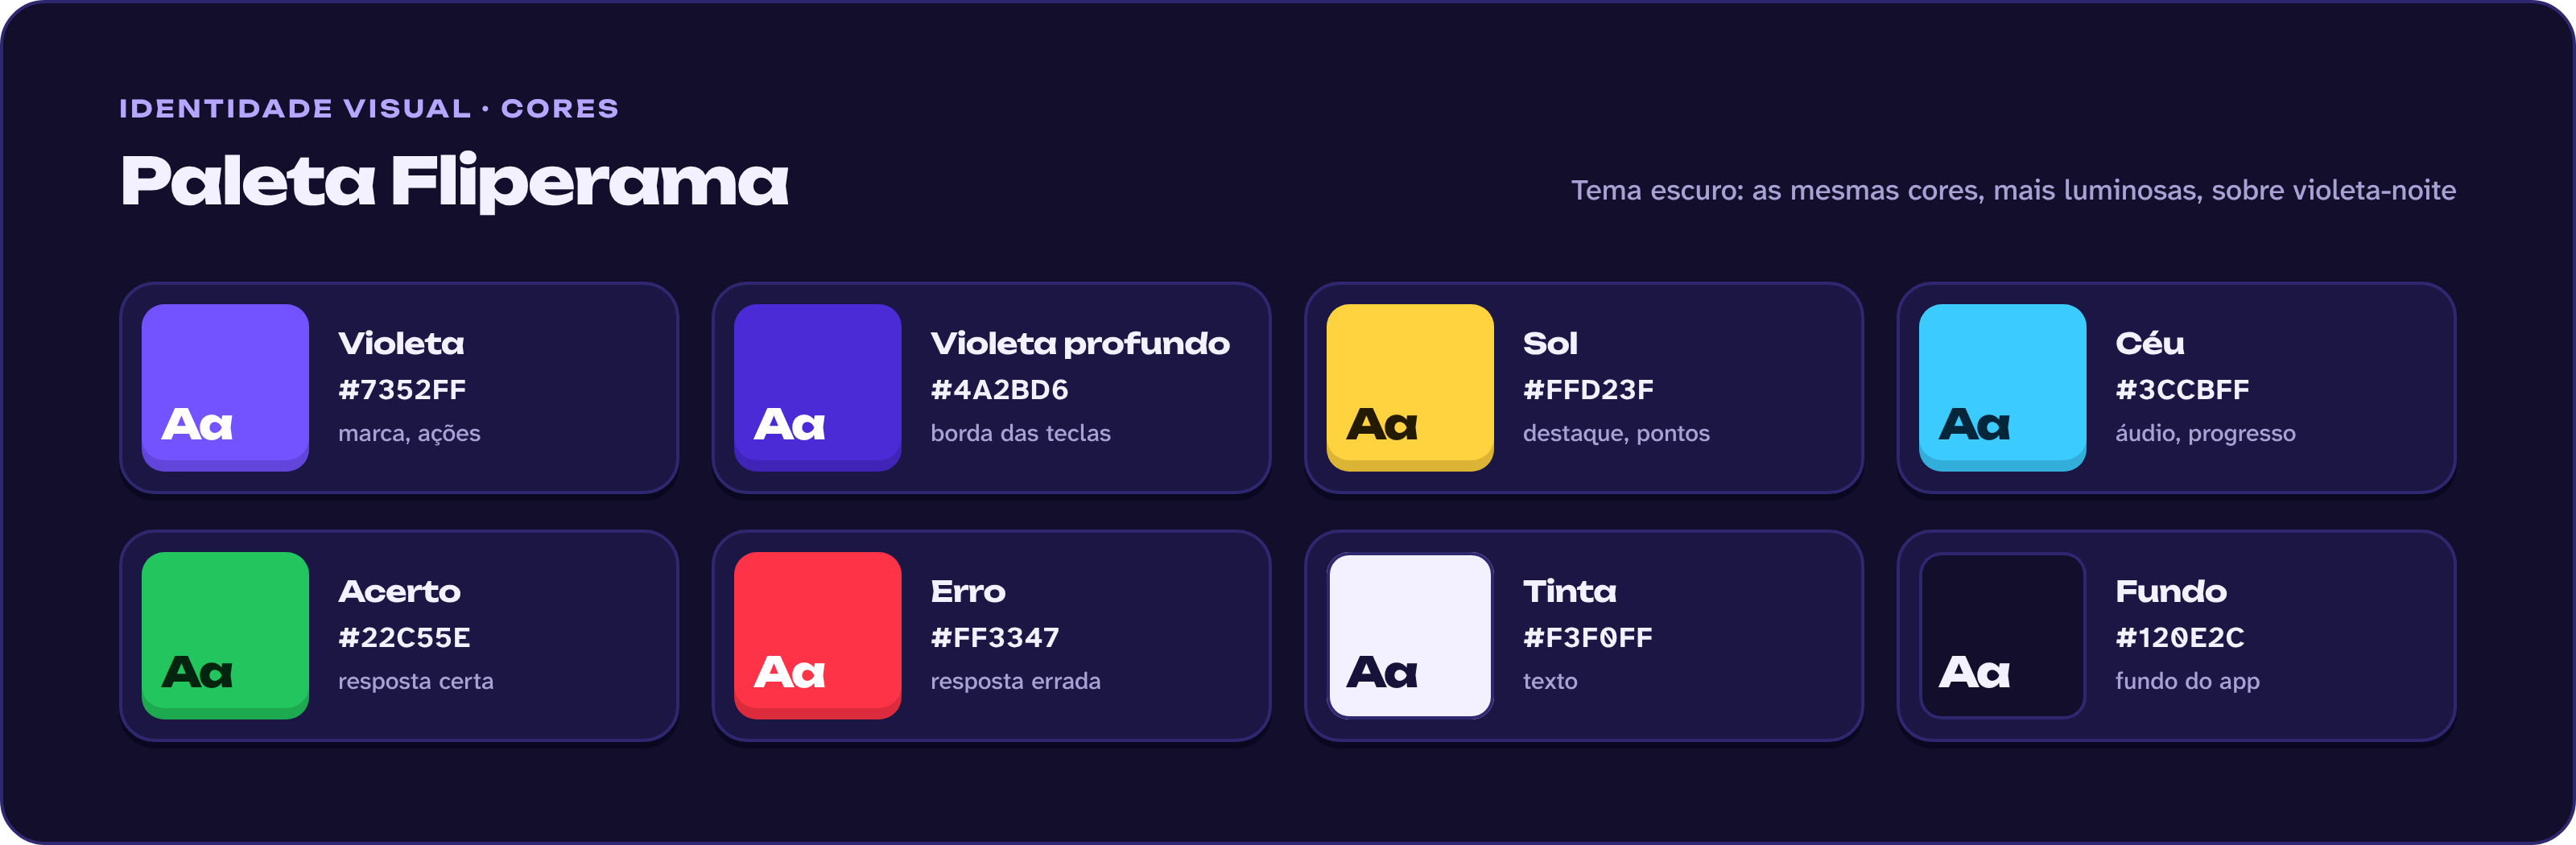 IDENTIDADE VISUAL · CORES
Paleta Fliperama
Tema escuro: as mesmas cores, mais luminosas, sobre violeta-noite
Aa
Violeta
#7352FF
marca, ações
Aa
Violeta profundo
#4A2BD6
borda das teclas
Aa
Sol
#FFD23F
destaque, pontos
Aa
Céu
#3CCBFF
áudio, progresso
Aa
Acerto
#22C55E
resposta certa
Aa
Erro
#FF3347
resposta errada
Aa
Tinta
#F3F0FF
texto
Aa
Fundo
#120E2C
fundo do app